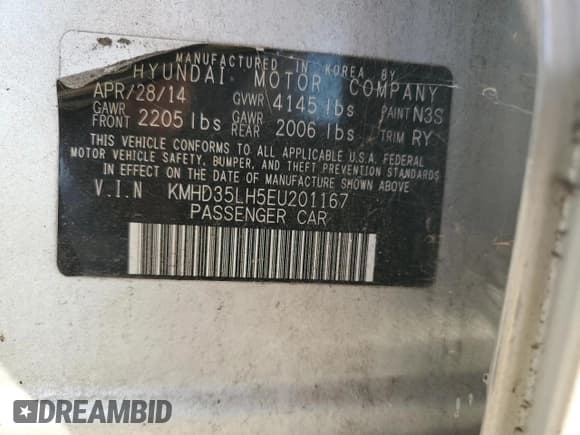 MANUFACTURED IN KOREA BY
HYUNDAI MOTOR COMPANY
APR/28/14 GVWR 4145 lbs PAINT N3S
GAWR FRONT 2205 lbs GAWR REAR 2006 lbs TRIM RY
THIS VEHICLE CONFORMS TO ALL APPLICABLE U.S.A. FEDERAL
MOTOR VEHICLE SAFETY, BUMPER, AND THEFT PREVENTION STANDARDS
IN EFFECT ON THE DATE OF MANUFACTURE SHOWN ABOVE
V.I.N KMHD35LH5EU201167
PASSENGER CAR
DREAMBID